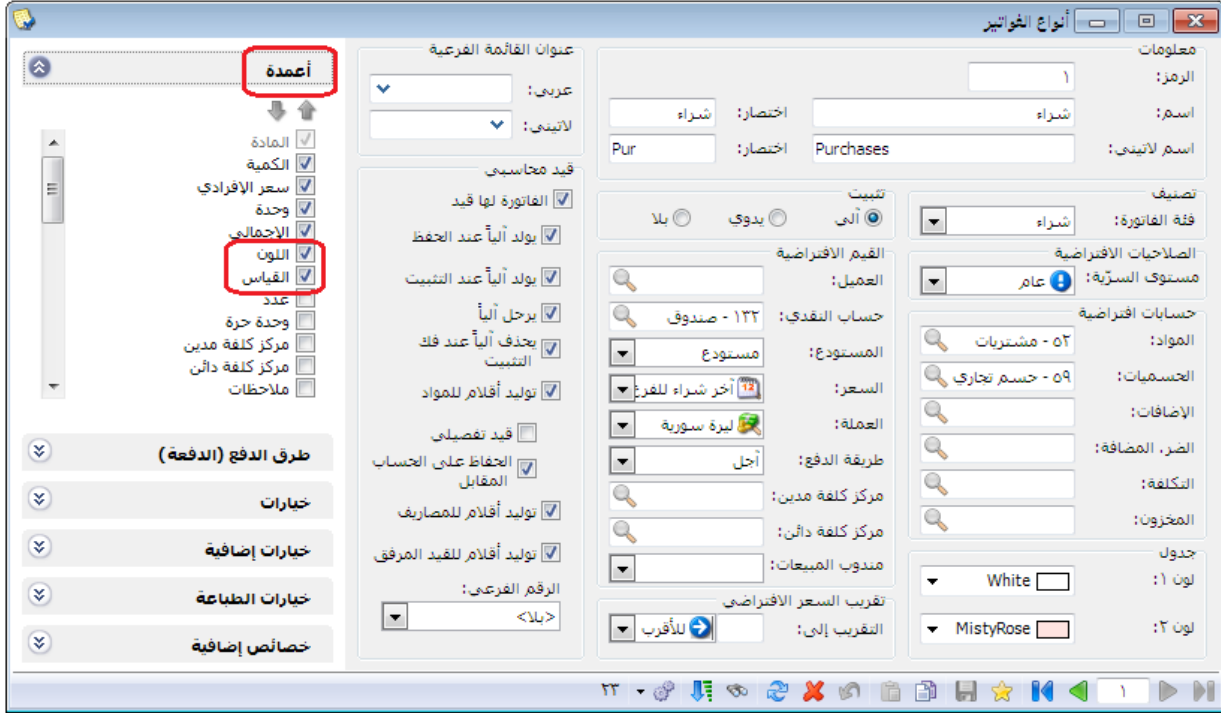 أنواع الفواتير
معلومات
الرمز: ١
اسم: شراء اختصار: شراء
اسم لاتيني: Purchases اختصار: Pur
تصنيف
فئة الفاتورة: شراء
الصلاحيات الافتراضية
مستوى السرّية: عام
حسابات افتراضية
المواد: ٥٢ - مشتريات
الحسميات: ٥٩ - حسم تجاري
الإضافات:
الضر. المضافة:
التكلفة:
المخزون:
جدول
لون ١: White
لون ٢: MistyRose
تثبيت
آلي يدوي بلا
القيم الافتراضية
العميل:
حساب النقدي: ١٣٢ - صندوق
المستودع: مستودع
السعر: آخر شراء للفرع
العملة: ليرة سورية
طريقة الدفع: آجل
مركز كلفة مدين:
مركز كلفة دائن:
مندوب المبيعات:
تقريب السعر الافتراضي
التقريب إلى: للأقرب
عنوان القائمة الفرعية
عربي:
لاتيني:
قيد محاسبي
الفاتورة لها قيد
يولد آلياً عند الحفظ
يولد آلياً عند التثبيت
يرحل آلياً
يحذف آلياً عند فك
التثبيت
توليد أقلام للمواد
قيد تفصيلي
الحفاظ على الحساب
المقابل
توليد أقلام للمصاريف
توليد أقلام للقيد المرفق
الرقم الفرعي:
<بلا>
أعمدة
المادة
الكمية
سعر الإفرادي
وحدة
الإجمالي
اللون
القياس
عدد
وحدة حرة
مركز كلفة مدين
مركز كلفة دائن
ملاحظات
طرق الدفع (الدفعة)
خيارات
خيارات إضافية
خيارات الطباعة
خصائص إضافية
١
٢٣